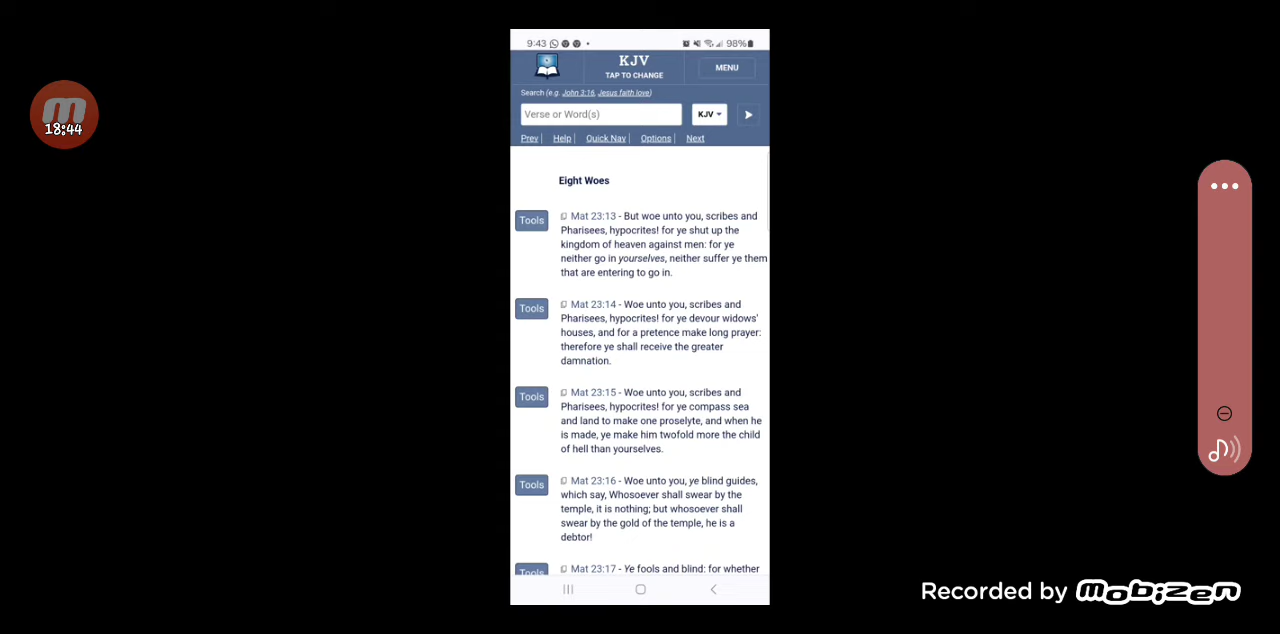 18:44
9:43
98%
KJV
TAP TO CHANGE
MENU
Search (e.g. John 3:16, Jesus faith love)
Verse or Word(s)
KJV
Prev | Help | Quick Nav | Options | Next
Eight Woes
Tools
Mat 23:13 - But woe unto you, scribes and
Pharisees, hypocrites! for ye shut up the
kingdom of heaven against men: for ye
neither go in yourselves, neither suffer ye them
that are entering to go in.
Tools
Mat 23:14 - Woe unto you, scribes and
Pharisees, hypocrites! for ye devour widows'
houses, and for a pretence make long prayer:
therefore ye shall receive the greater
damnation.
Tools
Mat 23:15 - Woe unto you, scribes and
Pharisees, hypocrites! for ye compass sea
and land to make one proselyte, and when he
is made, ye make him twofold more the child
of hell than yourselves.
Tools
Mat 23:16 - Woe unto you, ye blind guides,
which say, Whosoever shall swear by the
temple, it is nothing; but whosoever shall
swear by the gold of the temple, he is a
debtor!
Tools
Mat 23:17 - Ye fools and blind: for whether
Recorded by mobizen